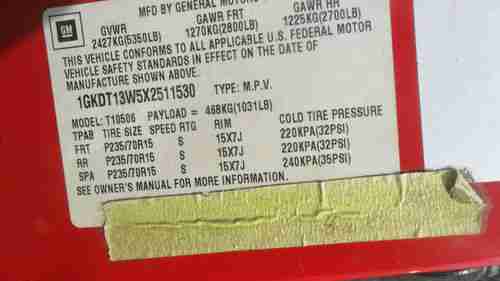 MFD BY GENERAL MOTORS
GM
GVWR GAWR FRT GAWR RR
2427KG(5350LB) 1270KG(2800LB) 1225KG(2700LB)
THIS VEHICLE CONFORMS TO ALL APPLICABLE U.S. FEDERAL MOTOR
VEHICLE SAFETY STANDARDS IN EFFECT ON THE DATE OF
MANUFACTURE SHOWN ABOVE.
1GKDT13W5X2511530 TYPE: M.P.V.
MODEL: T10506 PAYLOAD = 468KG(1031LB)
TPAB TIRE SIZE SPEED RTG RIM COLD TIRE PRESSURE
FRT P235/70R15 S 15X7J 220KPA(32PSI)
RR P235/70R15 S 15X7J 220KPA(32PSI)
SPA P235/70R15 S 15X7J 240KPA(35PSI)
SEE OWNER'S MANUAL FOR MORE INFORMATION.